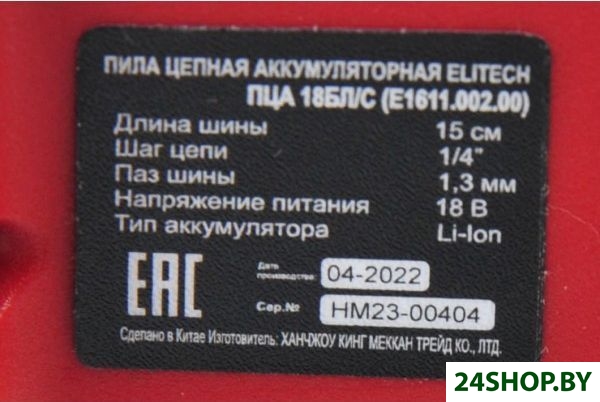 ПИЛА ЦЕПНАЯ АККУМУЛЯТОРНАЯ ELITECH
ПЦА 18БЛ/С (E1611.002.00)
Длина шины 15 см
Шаг цепи 1/4"
Паз шины 1,3 мм
Напряжение питания 18 В
Тип аккумулятора Li-Ion
EAC
Дата производства: 04-2022
Сер.№ HM23-00404
Сделано в Китае Изготовитель: ХАНЧЖОУ КИНГ МЕККАН ТРЕЙД КО., ЛТД.
24SHOP.BY